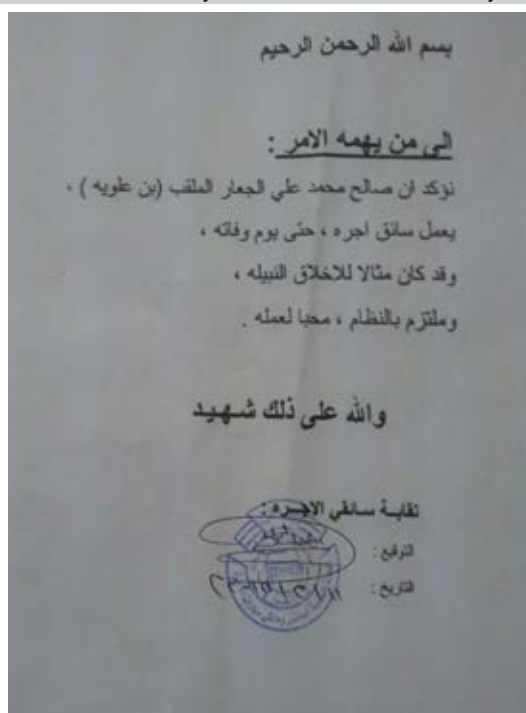 بسم الله الرحمن الرحيم
الى من يهمه الامر :
نؤكد ان صالح محمد علي الجعار الملقب (بن علويه ) ،
يعمل سائق اجره ، حتى يوم وفاته ،
وقد كان مثالا للاخلاق النبيله ،
وملتزم بالنظام ، محبا لعمله .
والله على ذلك شهيد
نقابة سائقي الاجره :
التوقيع :
التاريخ :